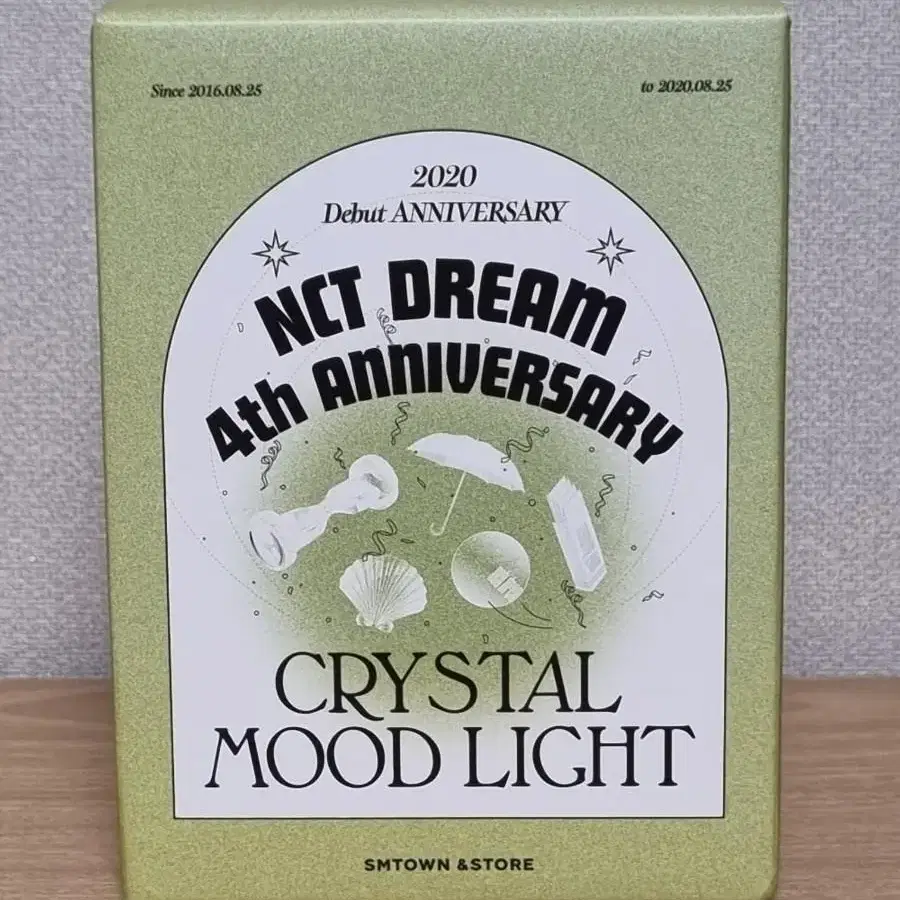 Since 2016.08.25
to 2020.08.25
2020
Debut ANNIVERSARY
NCT DREAM
4th ANNIVERSARY
CRYSTAL
MOOD LIGHT
SMTOWN &STORE